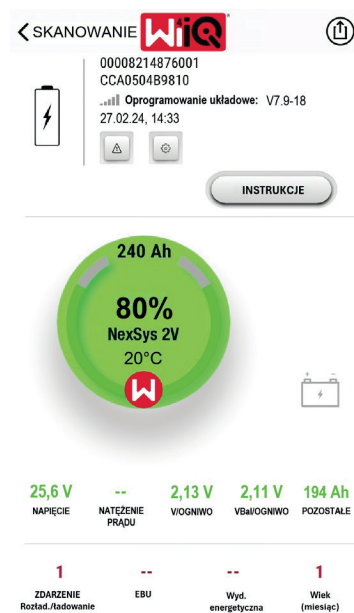 SKANOWANIE WiiQ
4
00008214876001
CCA0504B9810
Oprogramowanie układowe: V7.9-18
27.02.24, 14:33
INSTRUKCJE
240 Ah
80%
NexSys 2V
20°C
25,6 V -- 2,13 V 2,11 V 194 Ah
NAPIĘCIE NATĘŻENIE V/OGNIWO VBal/OGNIWO POZOSTAŁE
PRĄDU
1 -- -- 1
ZDARZENIE EBU Wyd. Wiek
Rozład./ładowanie energetyczna (miesiąc)